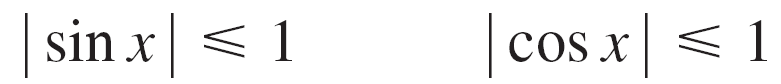 |sin x| ⩽ 1 |cos x| ⩽ 1